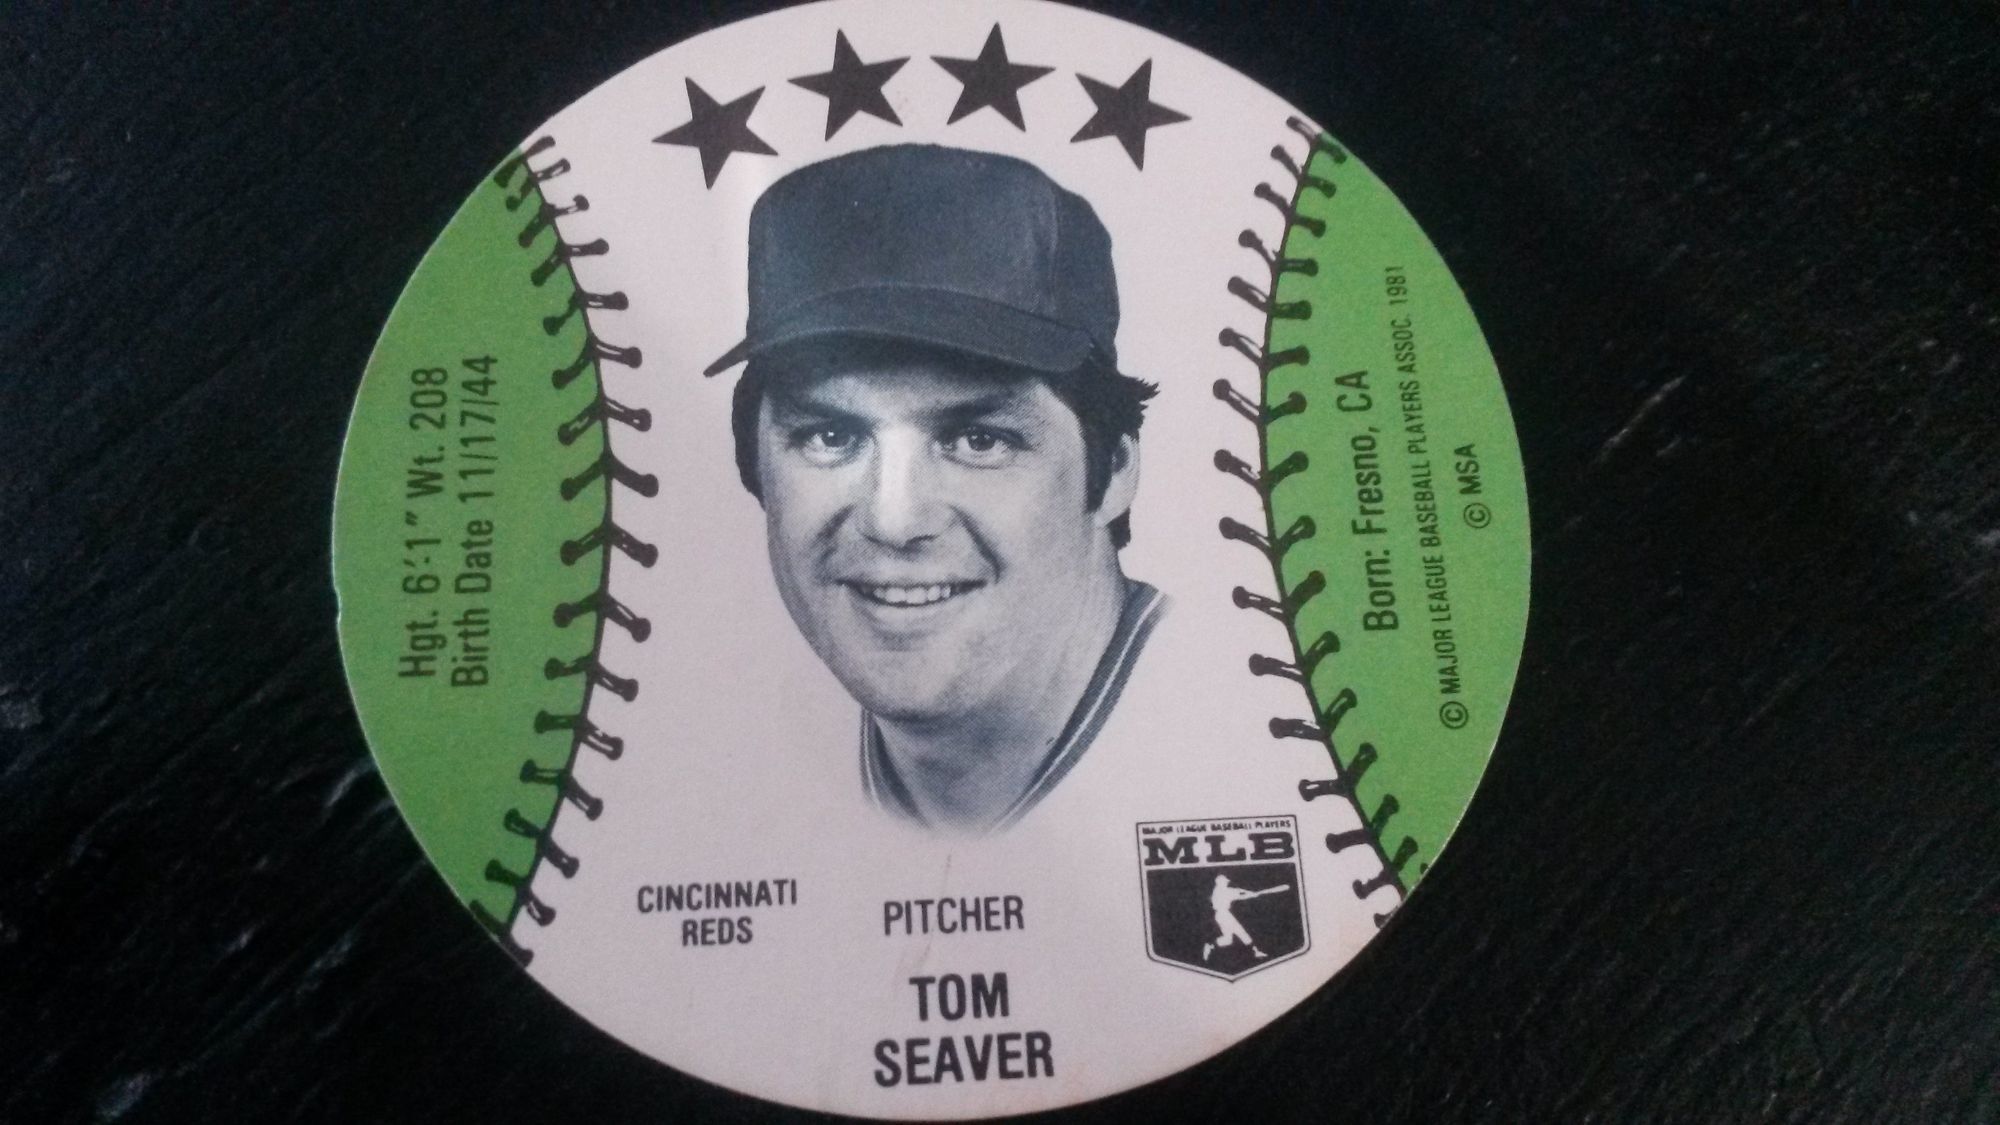 Hgt. 6'-1" Wt. 208
Birth Date 11/17/44
Born: Fresno, CA
© MAJOR LEAGUE BASEBALL PLAYERS ASSOC. 1981
© MSA
MAJOR LEAGUE BASEBALL PLAYERS
MLB
CINCINNATI
REDS
PITCHER
TOM
SEAVER